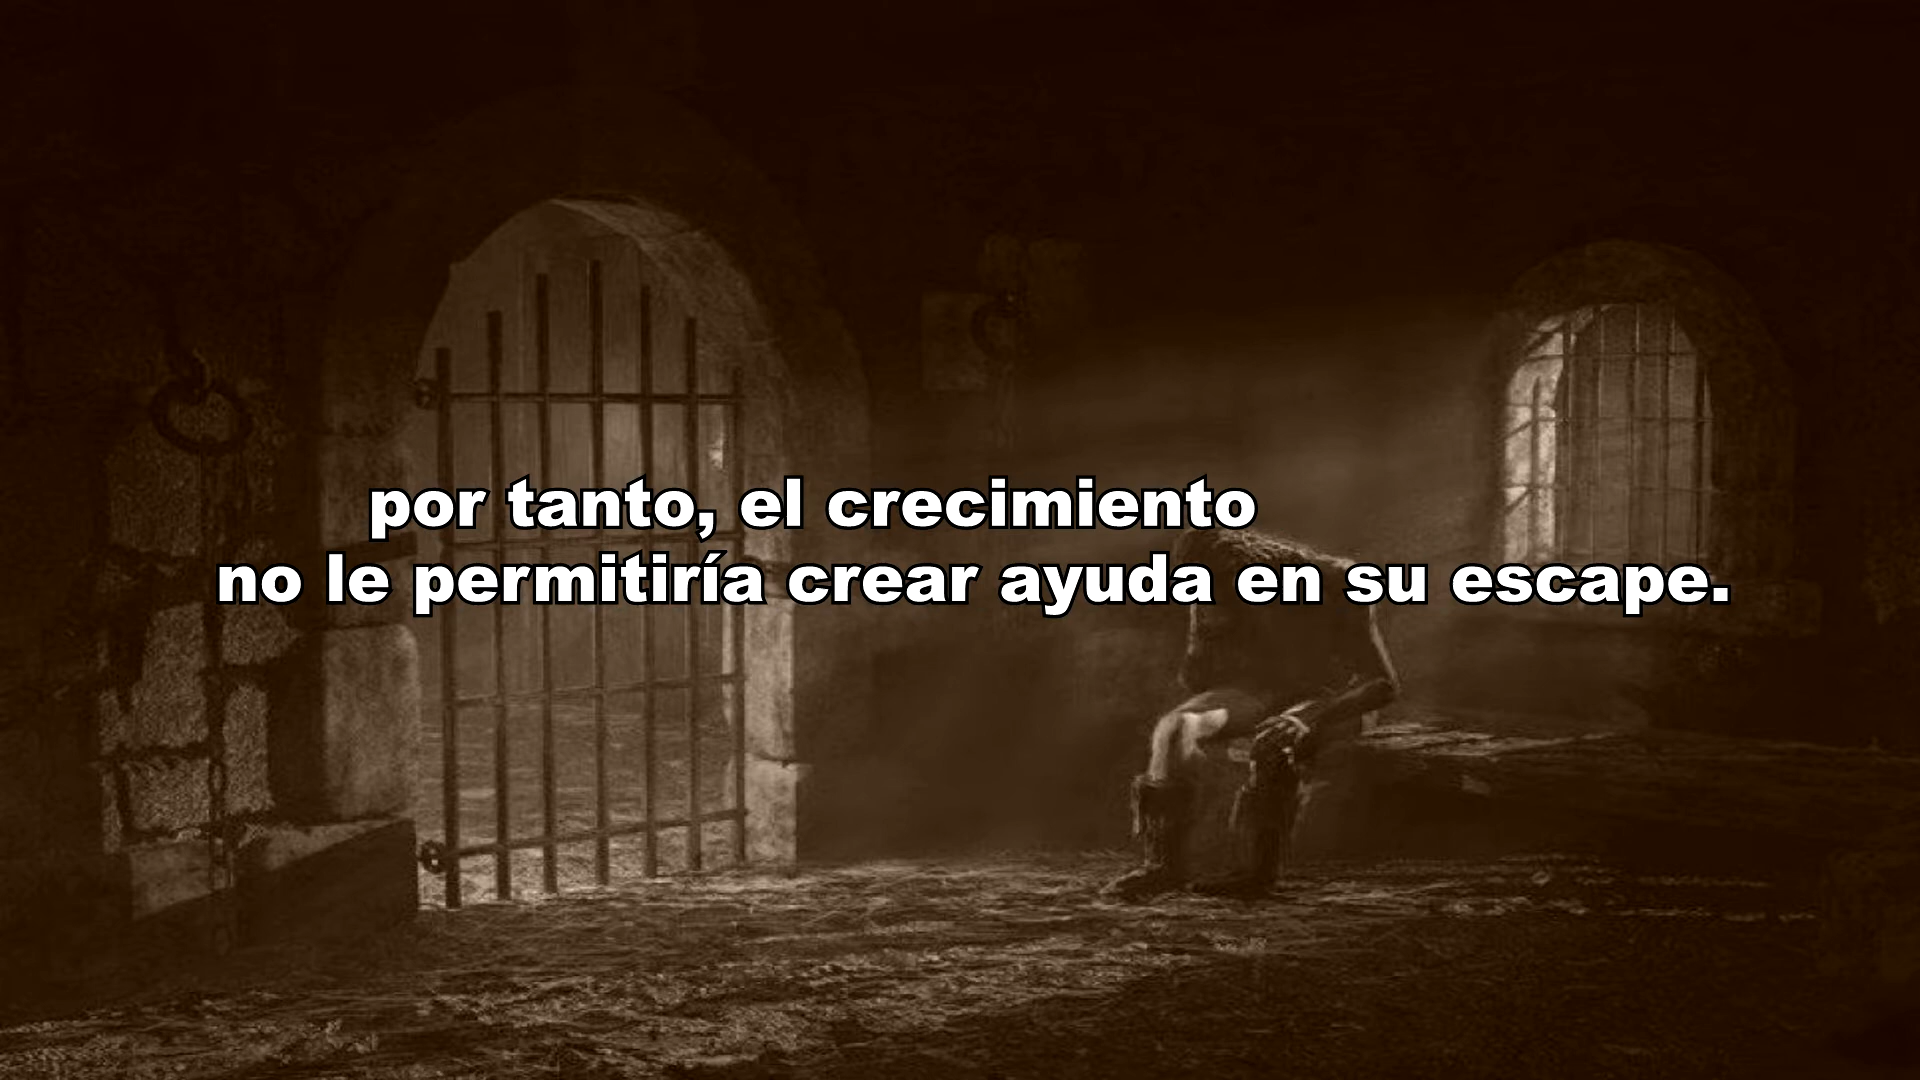 por tanto, el crecimiento
no le permitiría crear ayuda en su escape.